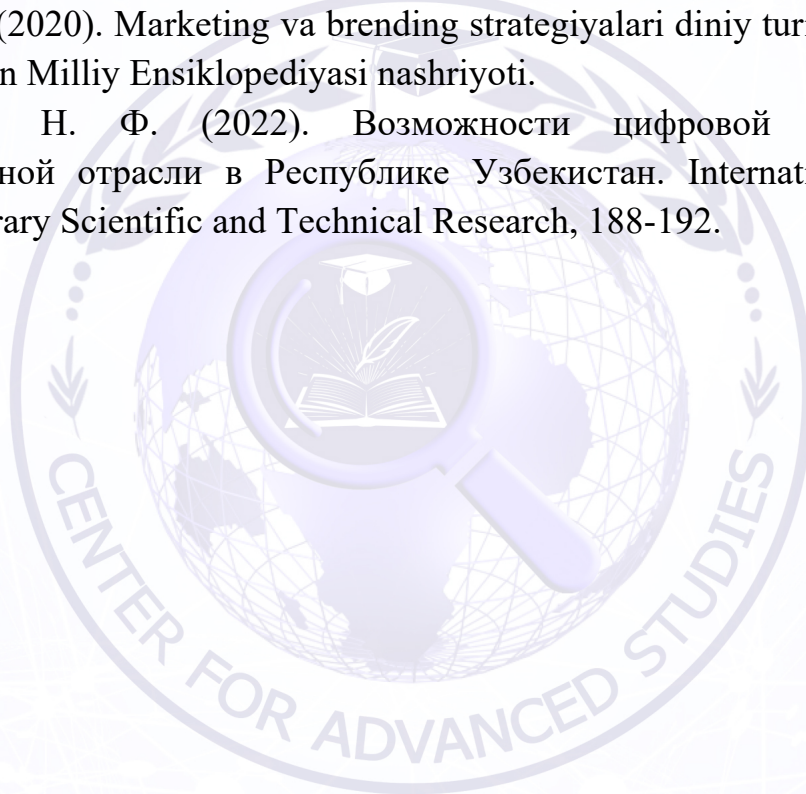 (2020). Marketing va brending strategiyalari diniy turi
n Milliy Ensiklopediyasi nashriyoti.
Н. Ф. (2022). Возможности цифровой
ной отрасли в Республике Узбекистан. Internati
rary Scientific and Technical Research, 188-192.
CENTER FOR ADVANCED STUDIES